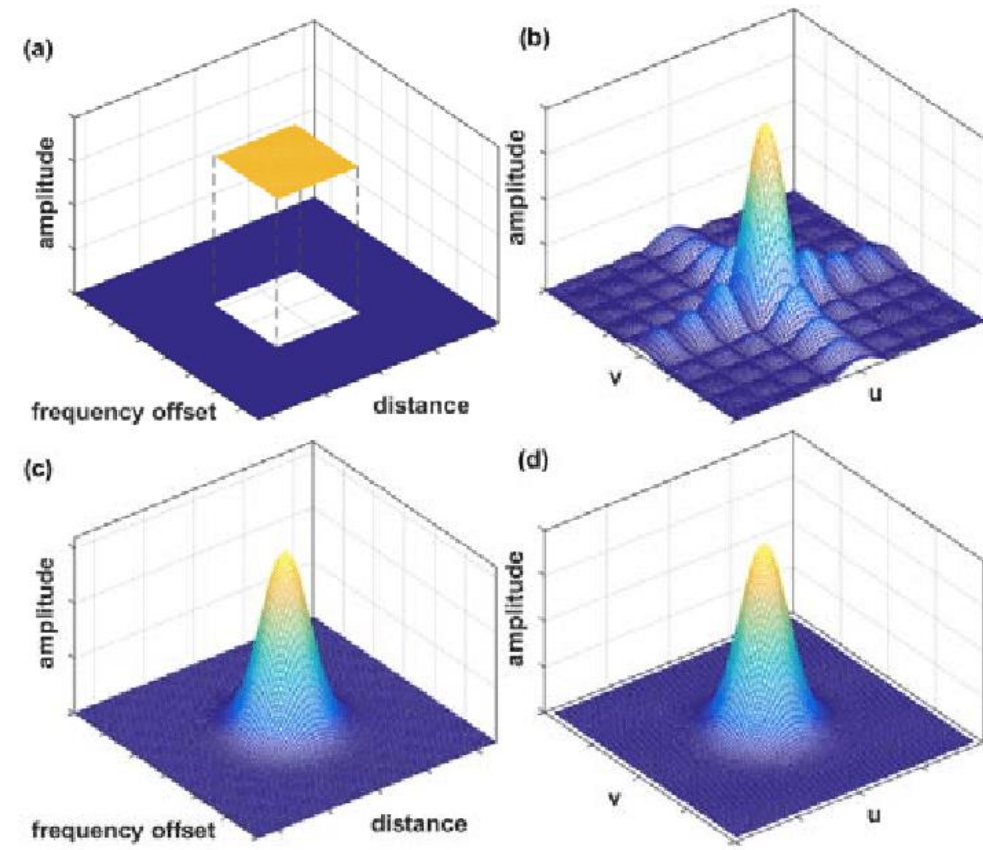 (a)
amplitude
frequency offset
distance
(b)
amplitude
v
u
(c)
amplitude
frequency offset
distance
(d)
amplitude
v
u